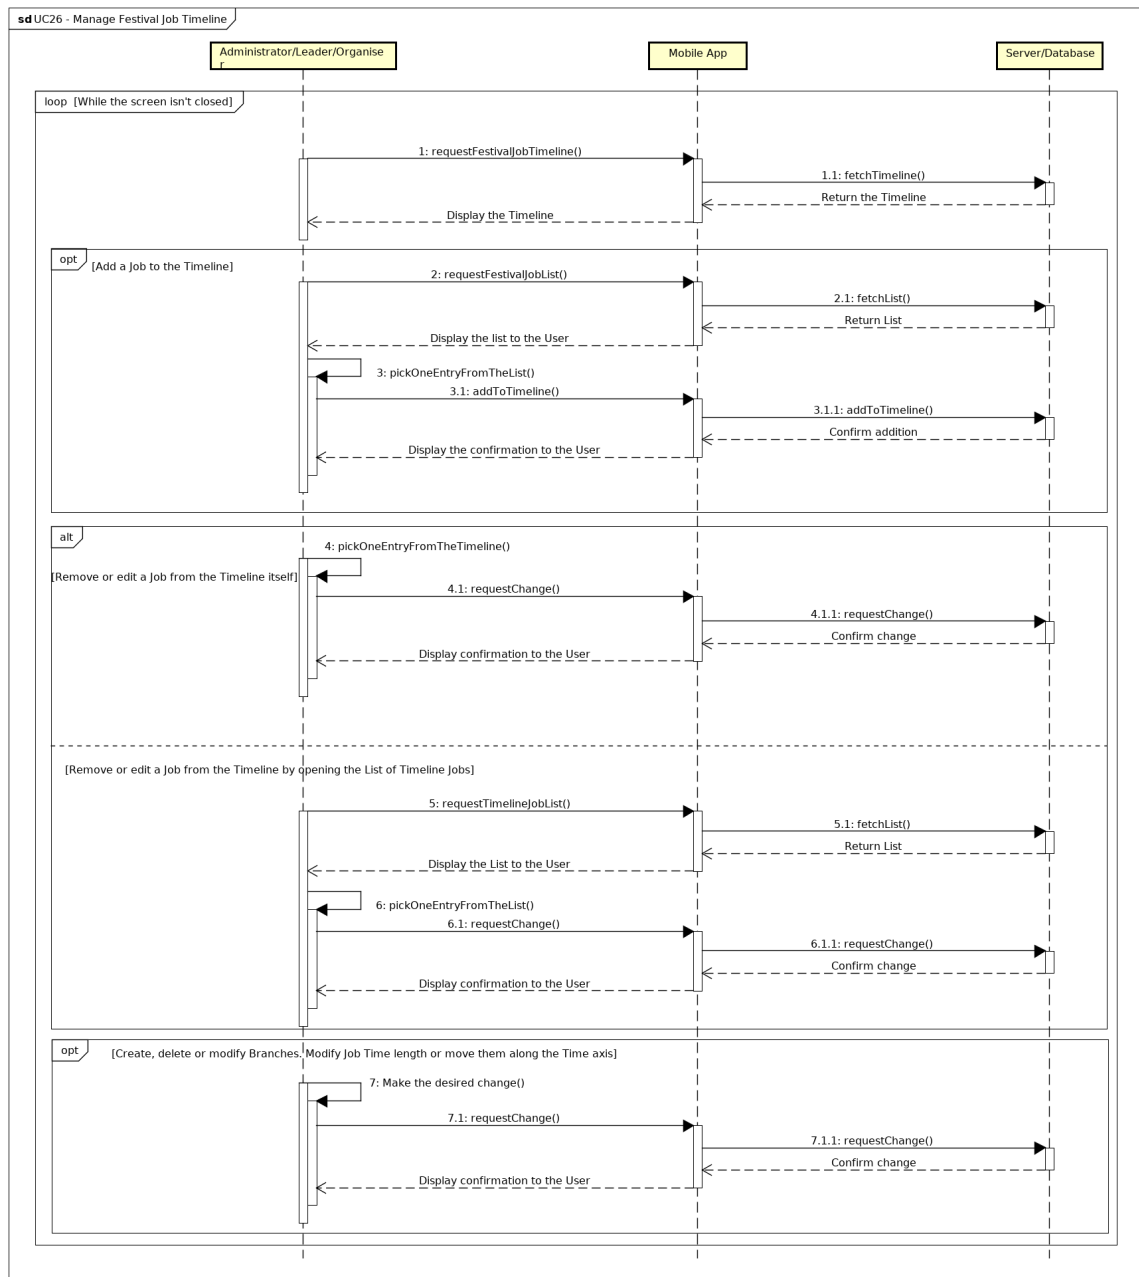 sd UC26 - Manage Festival Job Timeline
Administrator/Leader/Organise
r
Mobile App
Server/Database
loop [While the screen isn't closed]
1: requestFestivalJobTimeline()
1.1: fetchTimeline()
Return the Timeline
Display the Timeline
opt
[Add a Job to the Timeline]
2: requestFestivalJobList()
2.1: fetchList()
Return List
Display the list to the User
3: pickOneEntryFromTheList()
3.1: addToTimeline()
3.1.1: addToTimeline()
Confirm addition
Display the confirmation to the User
alt
4: pickOneEntryFromTheTimeline()
[Remove or edit a Job from the Timeline itself]
4.1: requestChange()
4.1.1: requestChange()
Confirm change
Display confirmation to the User
[Remove or edit a Job from the Timeline by opening the List of Timeline Jobs]
5: requestTimelineJobList()
5.1: fetchList()
Return List
Display the List to the User
6: pickOneEntryFromTheList()
6.1: requestChange()
6.1.1: requestChange()
Confirm change
Display confirmation to the User
opt
[Create, delete or modify Branches. Modify Job Time length or move them along the Time axis]
7: Make the desired change()
7.1: requestChange()
7.1.1: requestChange()
Confirm change
Display confirmation to the User